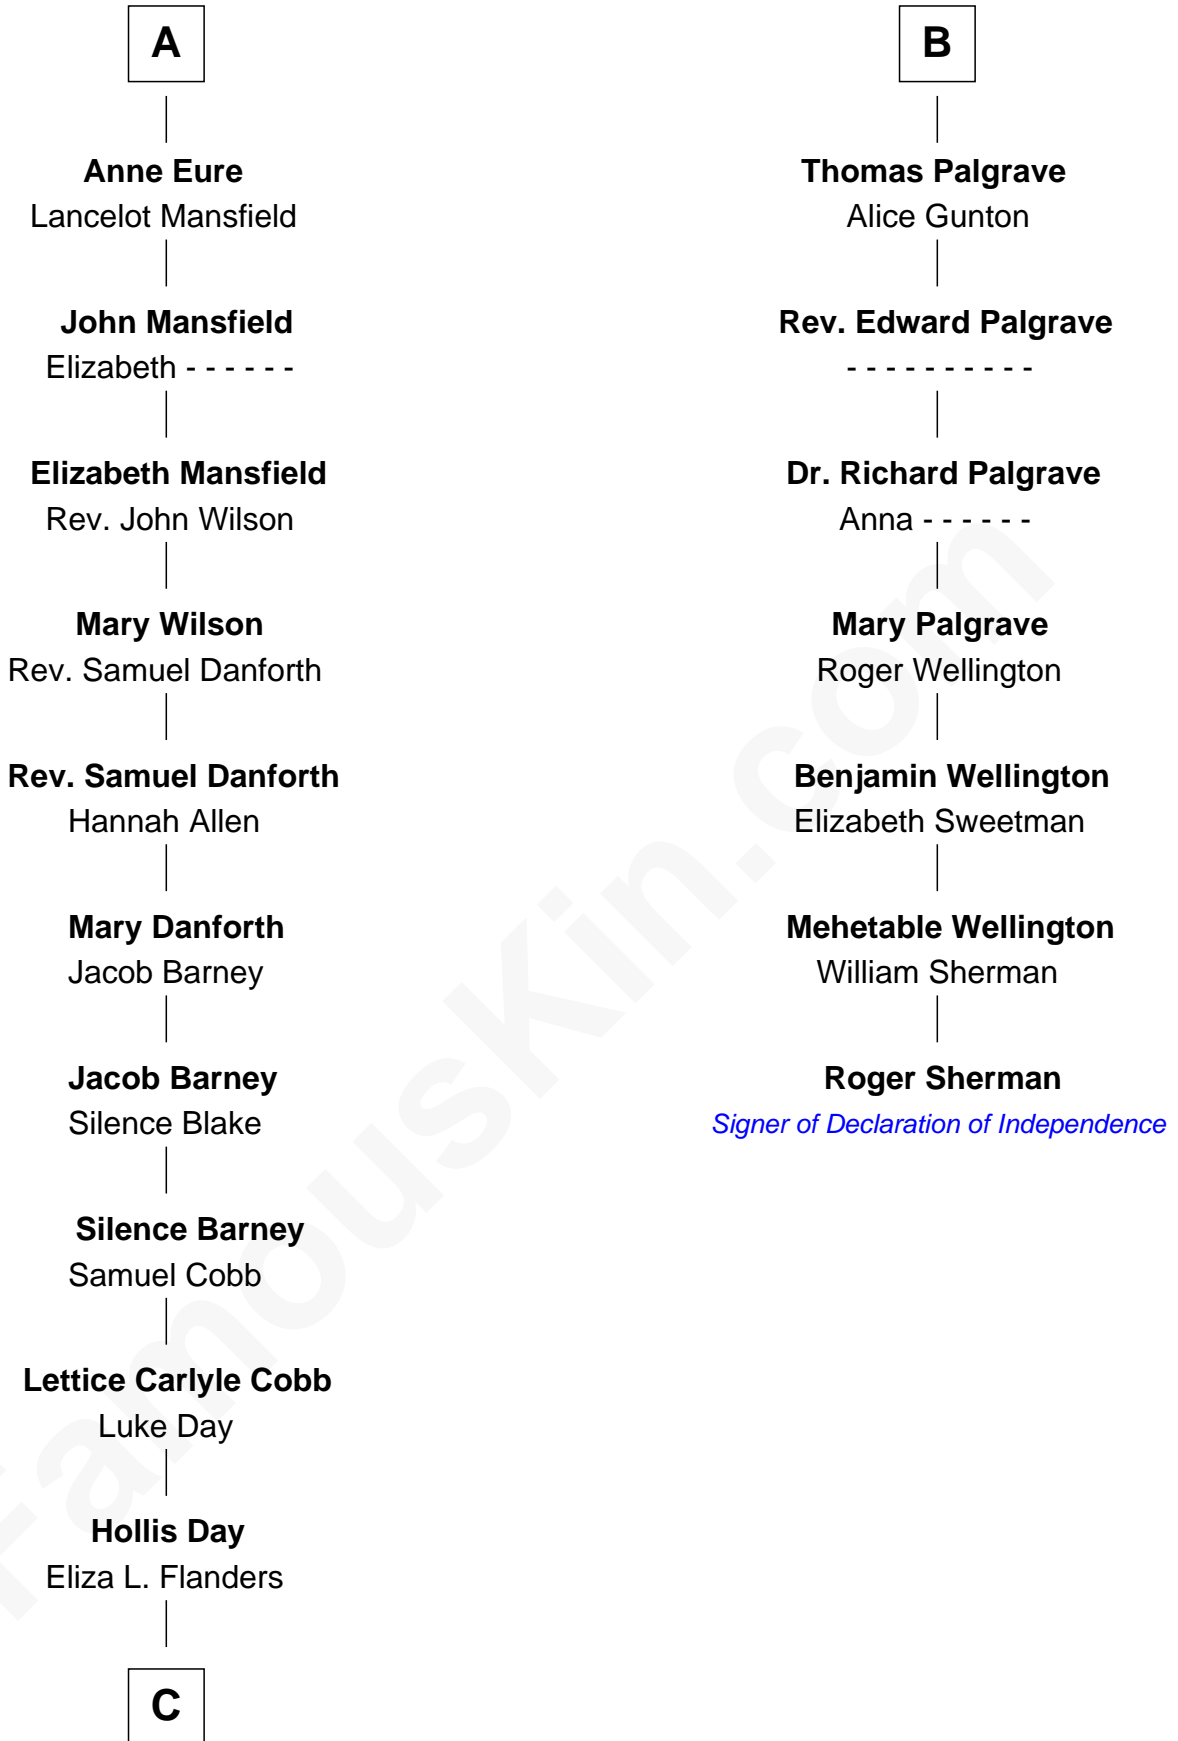 A
Anne Eure
Lancelot Mansfield
John Mansfield
Elizabeth - - - - - -
Elizabeth Mansfield
Rev. John Wilson
Mary Wilson
Rev. Samuel Danforth
Rev. Samuel Danforth
Hannah Allen
Mary Danforth
Jacob Barney
Jacob Barney
Silence Blake
Silence Barney
Samuel Cobb
Lettice Carlyle Cobb
Luke Day
Hollis Day
Eliza L. Flanders
C
B
Thomas Palgrave
Alice Gunton
Rev. Edward Palgrave
- - - - - - - - - -
Dr. Richard Palgrave
Anna - - - - - -
Mary Palgrave
Roger Wellington
Benjamin Wellington
Elizabeth Sweetman
Mehetable Wellington
William Sherman
Roger Sherman
Signer of Declaration of Independence
FamousKin.com